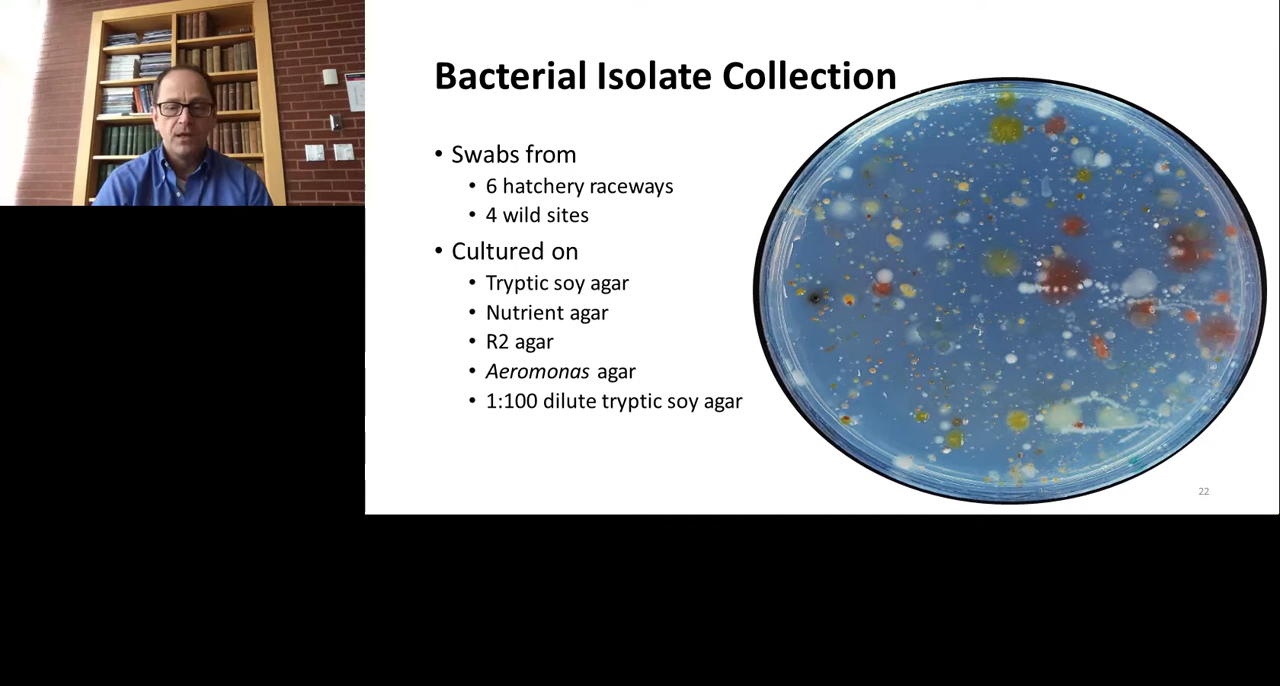 Bacterial Isolate Collection
• Swabs from
• 6 hatchery raceways
• 4 wild sites
• Cultured on
• Tryptic soy agar
• Nutrient agar
• R2 agar
• Aeromonas agar
• 1:100 dilute tryptic soy agar
22